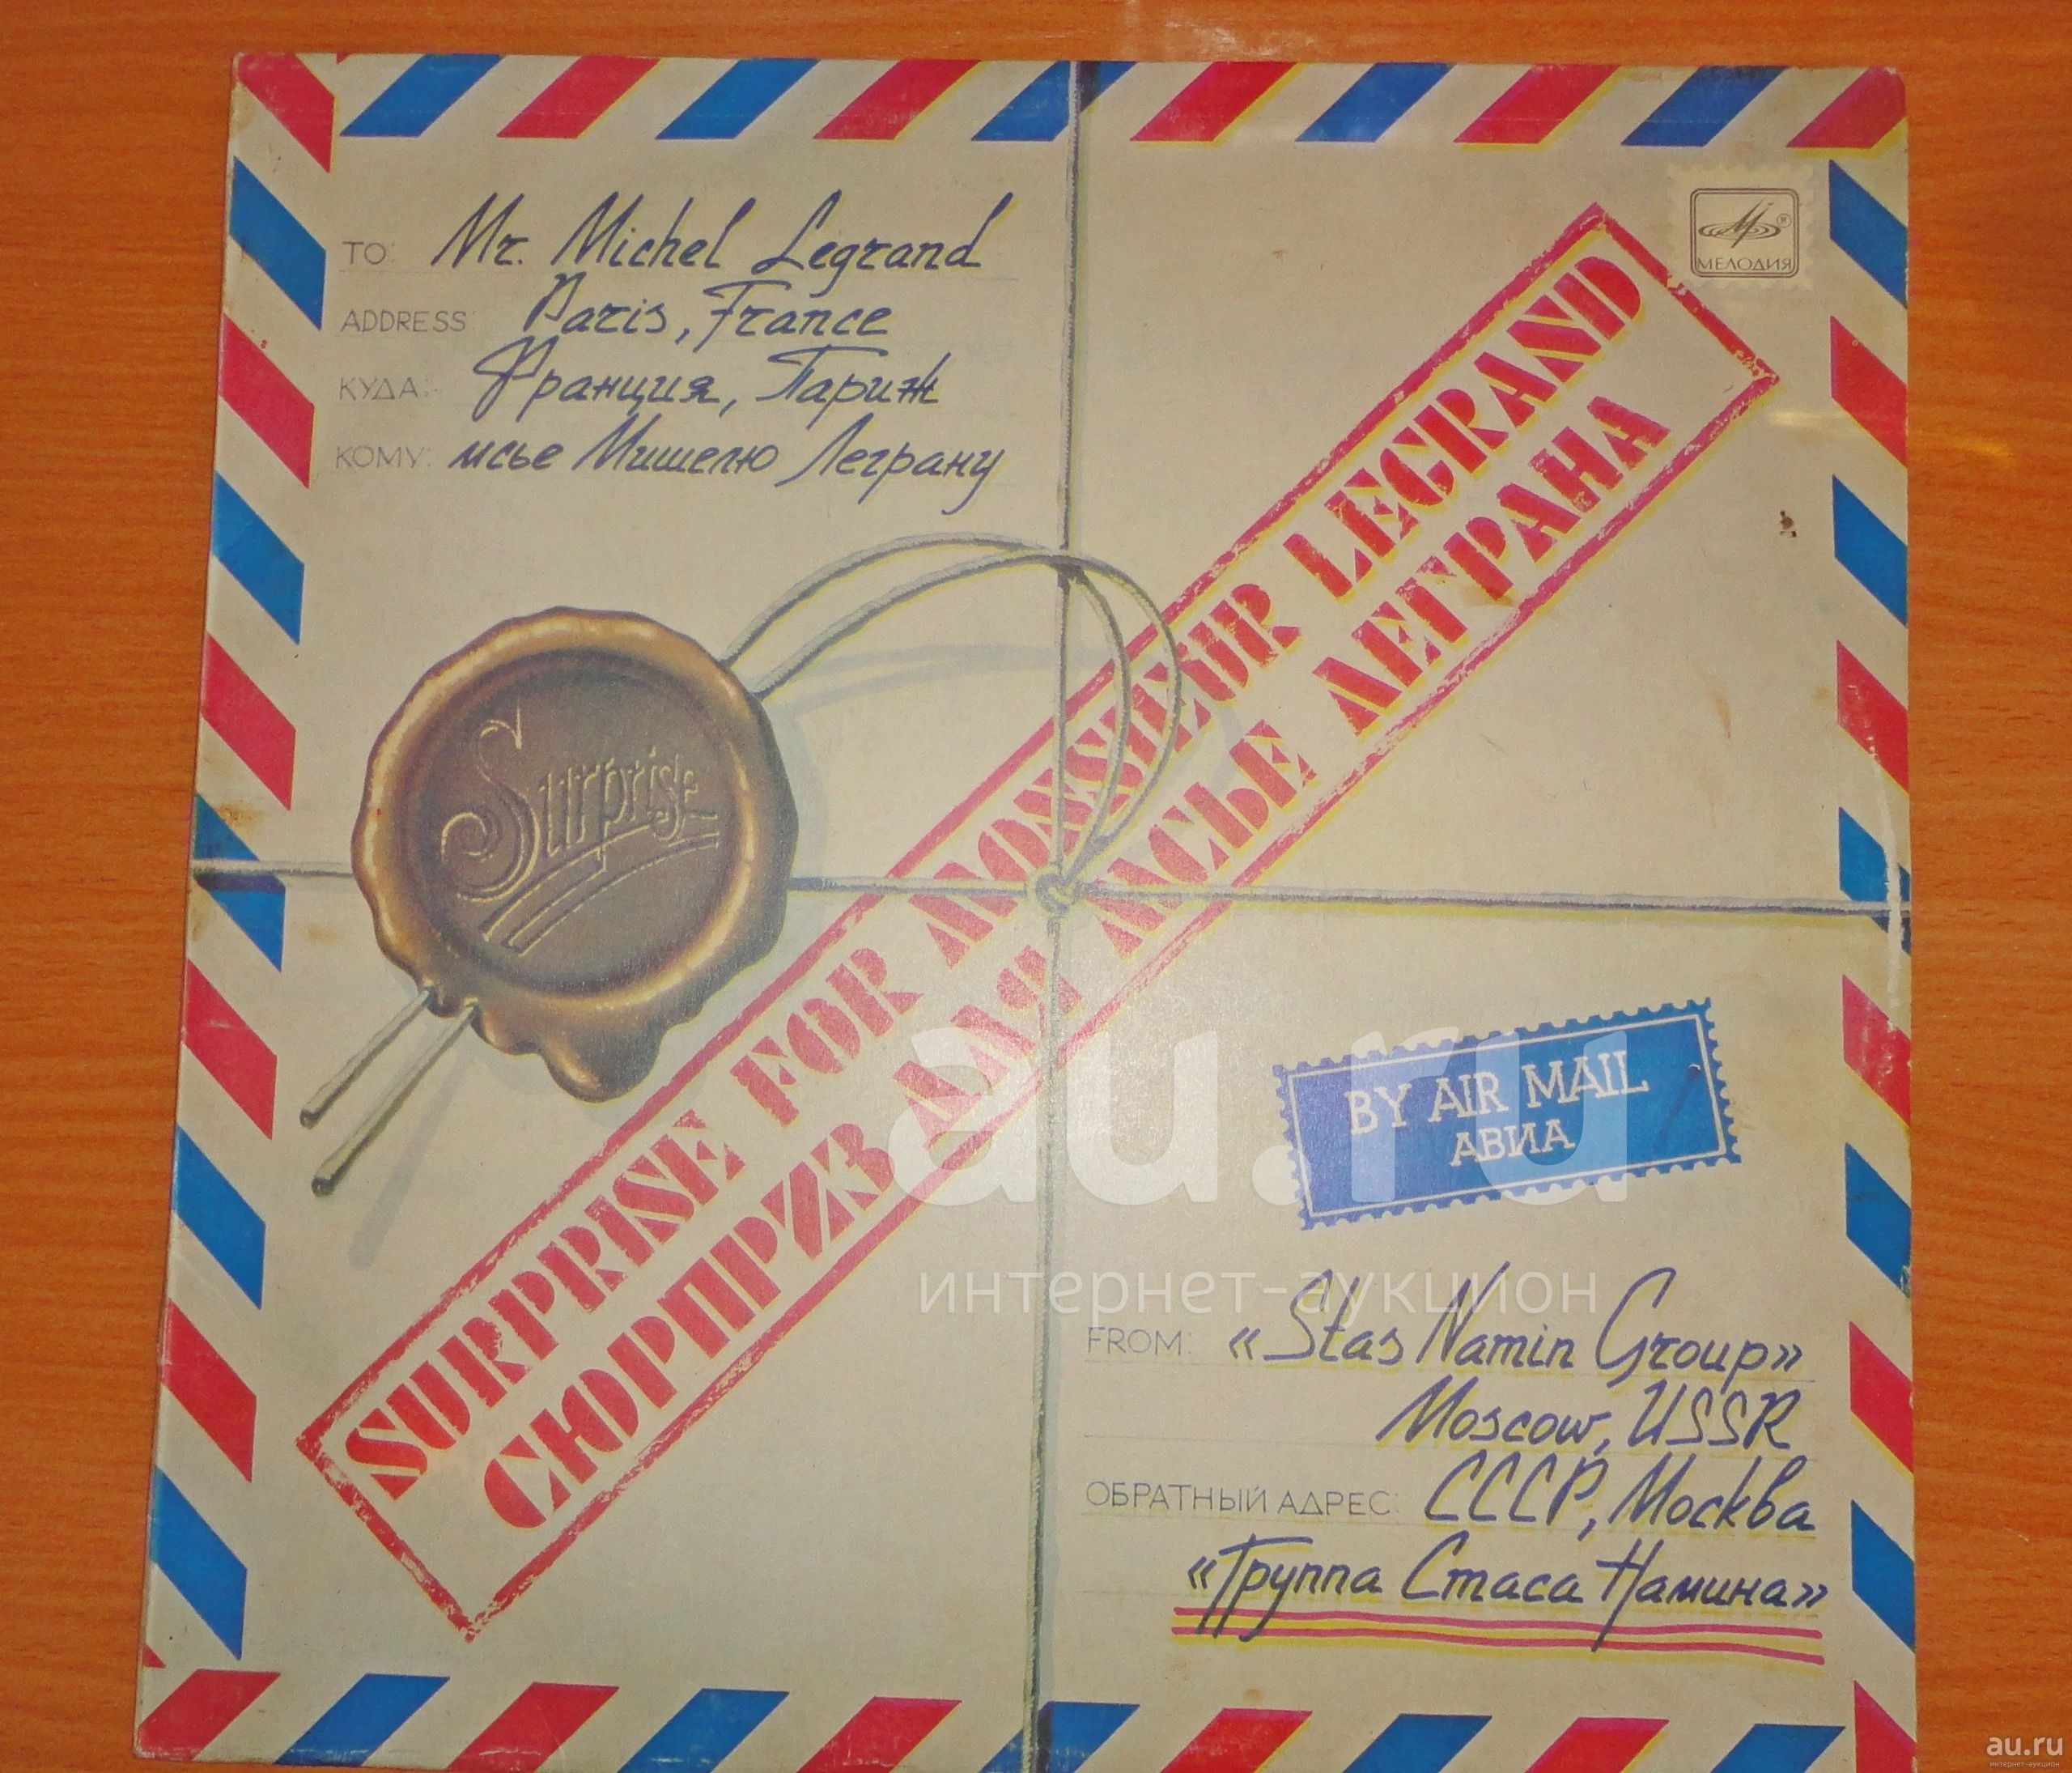 TO: Mr. Michel Legrand
ADDRESS: Paris, France
КУДА: Франция, Париж
КОМУ: мсье Мишелю Леграну
МЕЛОДИЯ
Surprise
SURPRISE FOR MONSIEUR LEGRAND
СЮРПРИЗ ДЛЯ МСЬЕ ЛЕГРАНА
BY AIR MAIL
АВИА
au.ru
интернет-аукцион
FROM: «Stas Namin Group»
Moscow, USSR
ОБРАТНЫЙ АДРЕС: СССР, Москва
«Группа Стаса Намина»
au.ru
интернет-аукцион